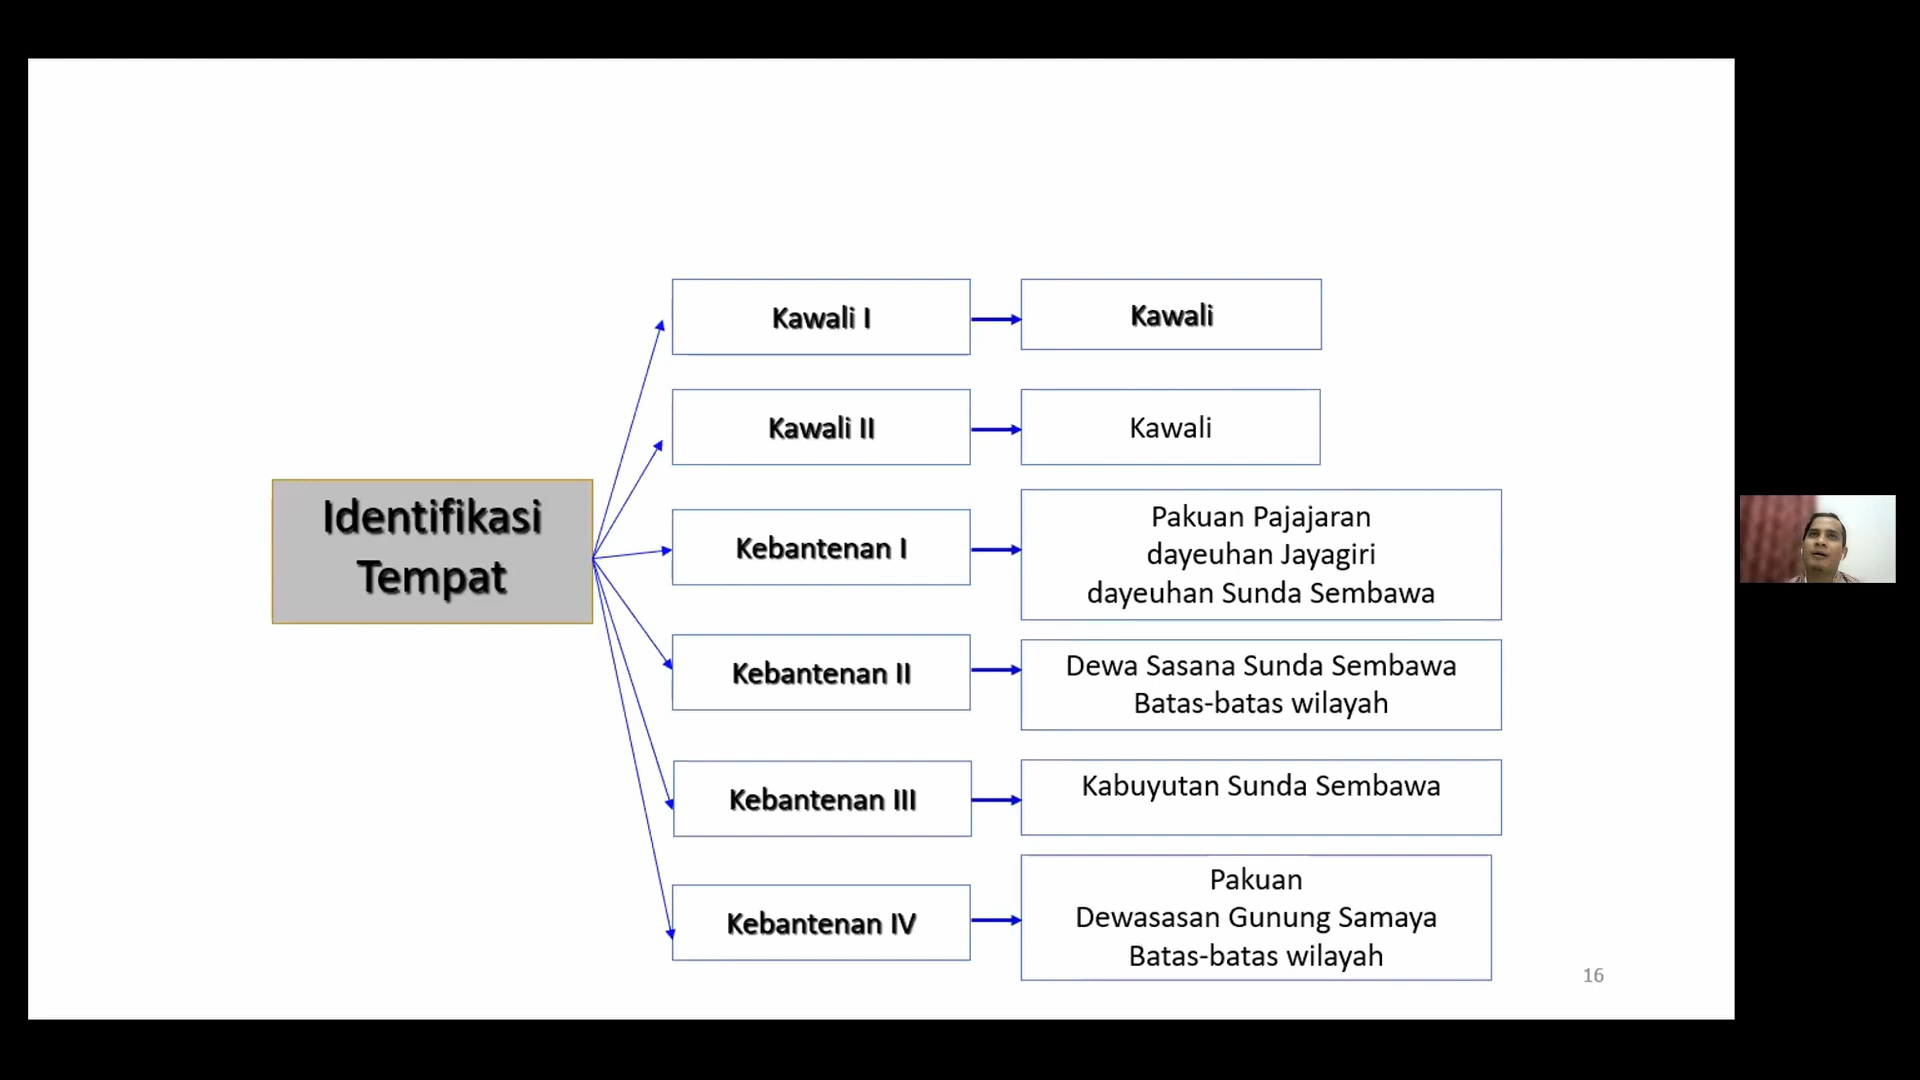 Identifikasi
Tempat
Kawali I
Kawali
Kawali II
Kawali
Kebantenan I
Pakuan Pajajaran
dayeuhan Jayagiri
dayeuhan Sunda Sembawa
Kebantenan II
Dewa Sasana Sunda Sembawa
Batas-batas wilayah
Kebantenan III
Kabuyutan Sunda Sembawa
Kebantenan IV
Pakuan
Dewasasan Gunung Samaya
Batas-batas wilayah
16